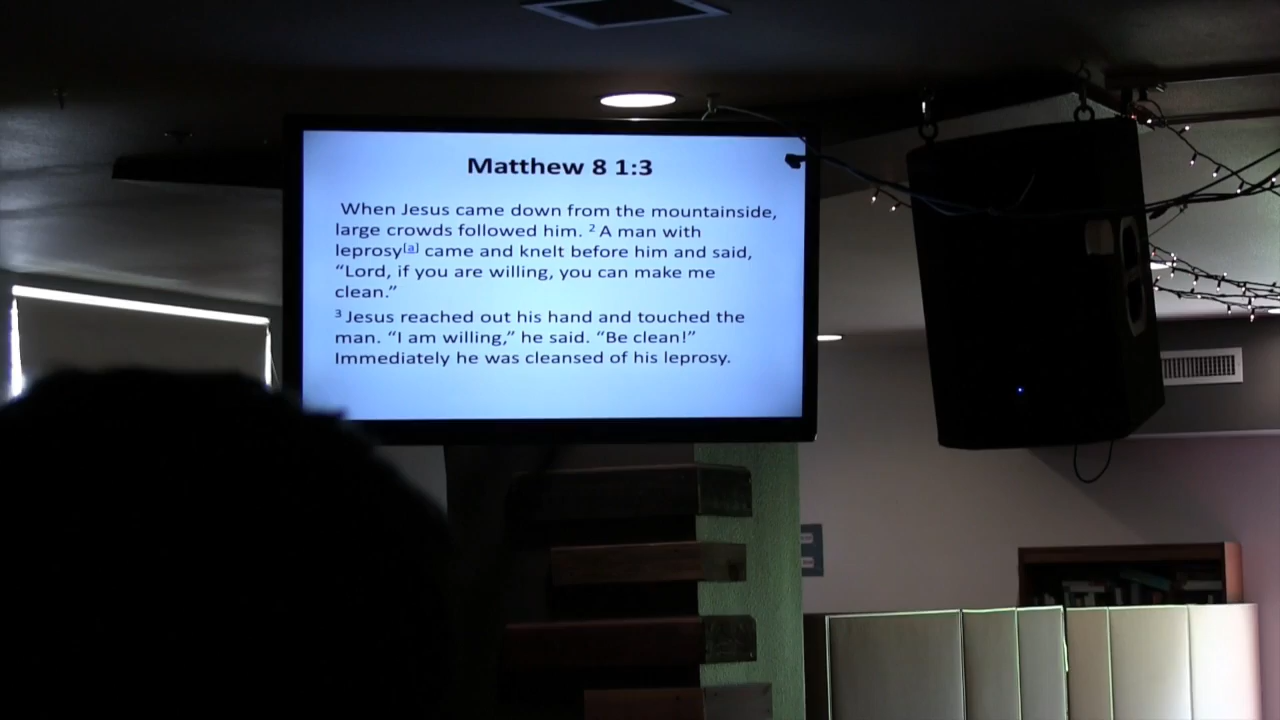 Matthew 8 1:3
When Jesus came down from the mountainside,
large crowds followed him. ² A man with
leprosy[a] came and knelt before him and said,
“Lord, if you are willing, you can make me
clean.”
³ Jesus reached out his hand and touched the
man. “I am willing,” he said. “Be clean!”
Immediately he was cleansed of his leprosy.